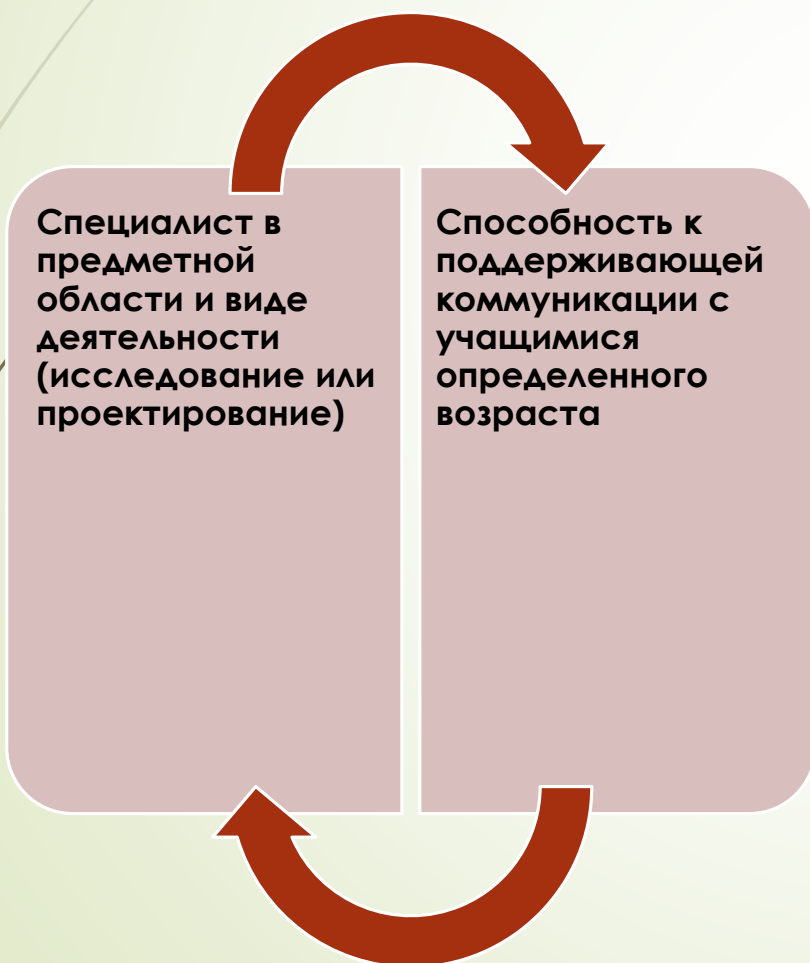 Специалист в
предметной
области и виде
деятельности
(исследование или
проектирование)
Способность к
поддерживающей
коммуникации с
учащимися
определенного
возраста